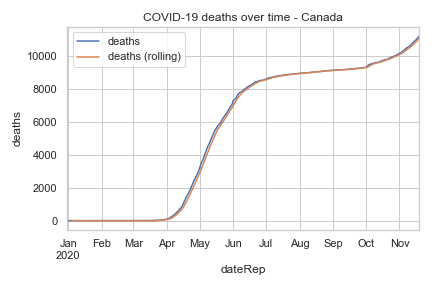 COVID-19 deaths over time - Canada
deaths
deaths (rolling)
deaths
10000
8000
6000
4000
2000
0
Jan Feb Mar Apr May Jun Jul Aug Sep Oct Nov
2020
dateRep